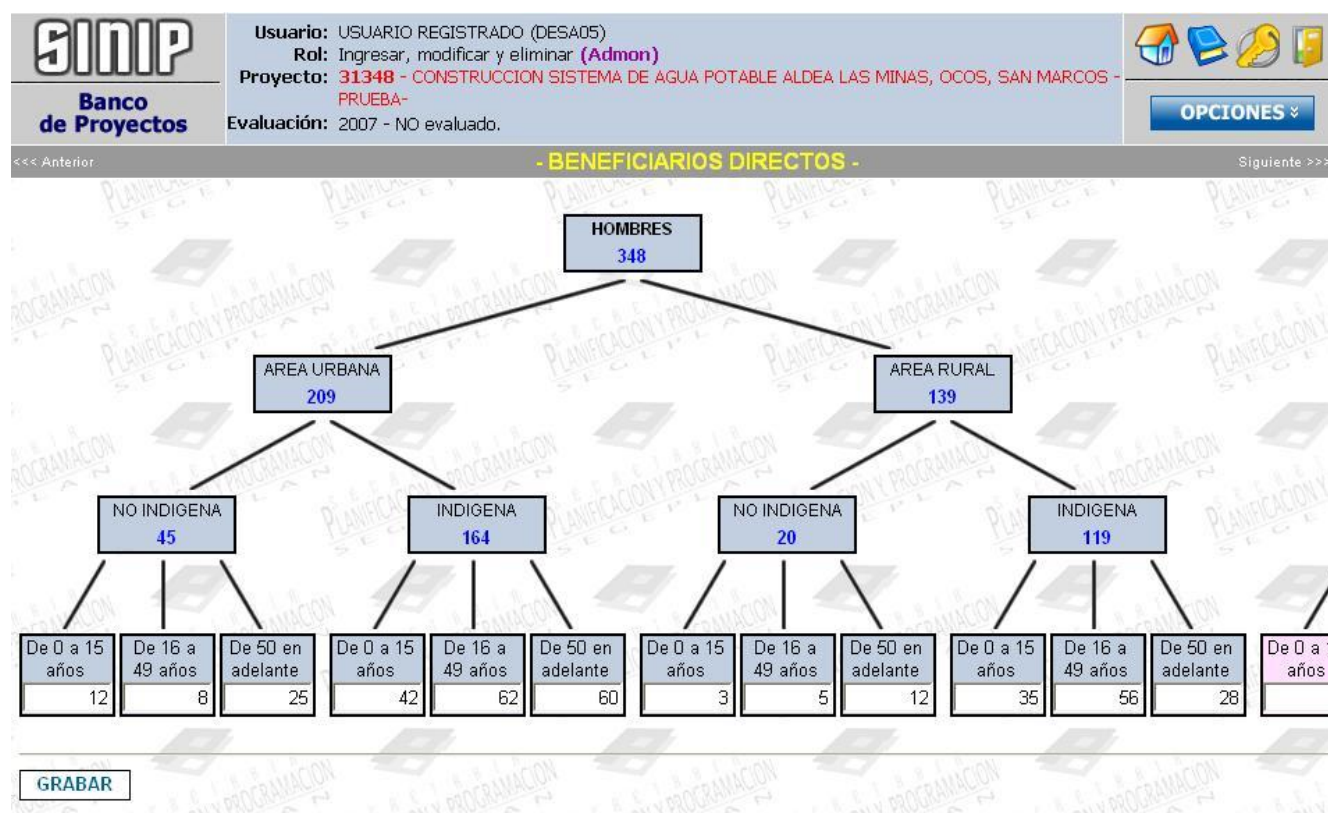 SINIP
Banco
de Proyectos
Usuario: USUARIO REGISTRADO (DESA05)
Rol: Ingresar, modificar y eliminar (Admon)
Proyecto: 31348 - CONSTRUCCION SISTEMA DE AGUA POTABLE ALDEA LAS MINAS, OCOS, SAN MARCOS -
PRUEBA-
Evaluación: 2007 - NO evaluado.
OPCIONES
<<< Anterior
- BENEFICIARIOS DIRECTOS -
Siguiente >>>
HOMBRES
348
AREA URBANA
209
AREA RURAL
139
NO INDIGENA
45
INDIGENA
164
NO INDIGENA
20
INDIGENA
119
De 0 a 15
años
12
De 16 a
49 años
8
De 50 en
adelante
25
De 0 a 15
años
42
De 16 a
49 años
62
De 50 en
adelante
60
De 0 a 15
años
3
De 16 a
49 años
5
De 50 en
adelante
12
De 0 a 15
años
35
De 16 a
49 años
56
De 50 en
adelante
28
De 0 a
años
GRABAR